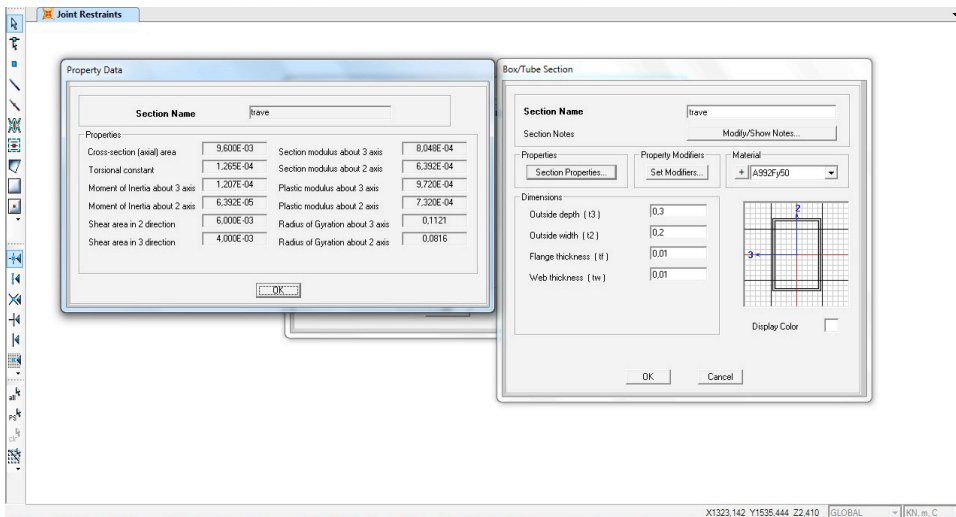 Joint Restraints
Property Data
Section Name trave
Properties
Cross-section (axial) area 9,600E-03 Section modulus about 3 axis 8,048E-04
Torsional constant 1,265E-04 Section modulus about 2 axis 6,392E-04
Moment of Inertia about 3 axis 1,207E-04 Plastic modulus about 3 axis 9,720E-04
Moment of Inertia about 2 axis 6,392E-05 Plastic modulus about 2 axis 7,320E-04
Shear area in 2 direction 6,000E-03 Radius of Gyration about 3 axis 0,1121
Shear area in 3 direction 4,000E-03 Radius of Gyration about 2 axis 0,0816
OK
Box/Tube Section
Section Name trave
Section Notes Modify/Show Notes...
Properties Property Modifiers Material
Section Properties... Set Modifiers... + A992Fy50
Dimensions
Outside depth ( t3 ) 0,3
Outside width ( t2 ) 0,2
Flange thickness ( tf ) 0,01
Web thickness ( tw ) 0,01
2
3
Display Color
OK Cancel
all
PS
clr
X1323,142 Y1535,444 Z2,410 GLOBAL KN, m, C